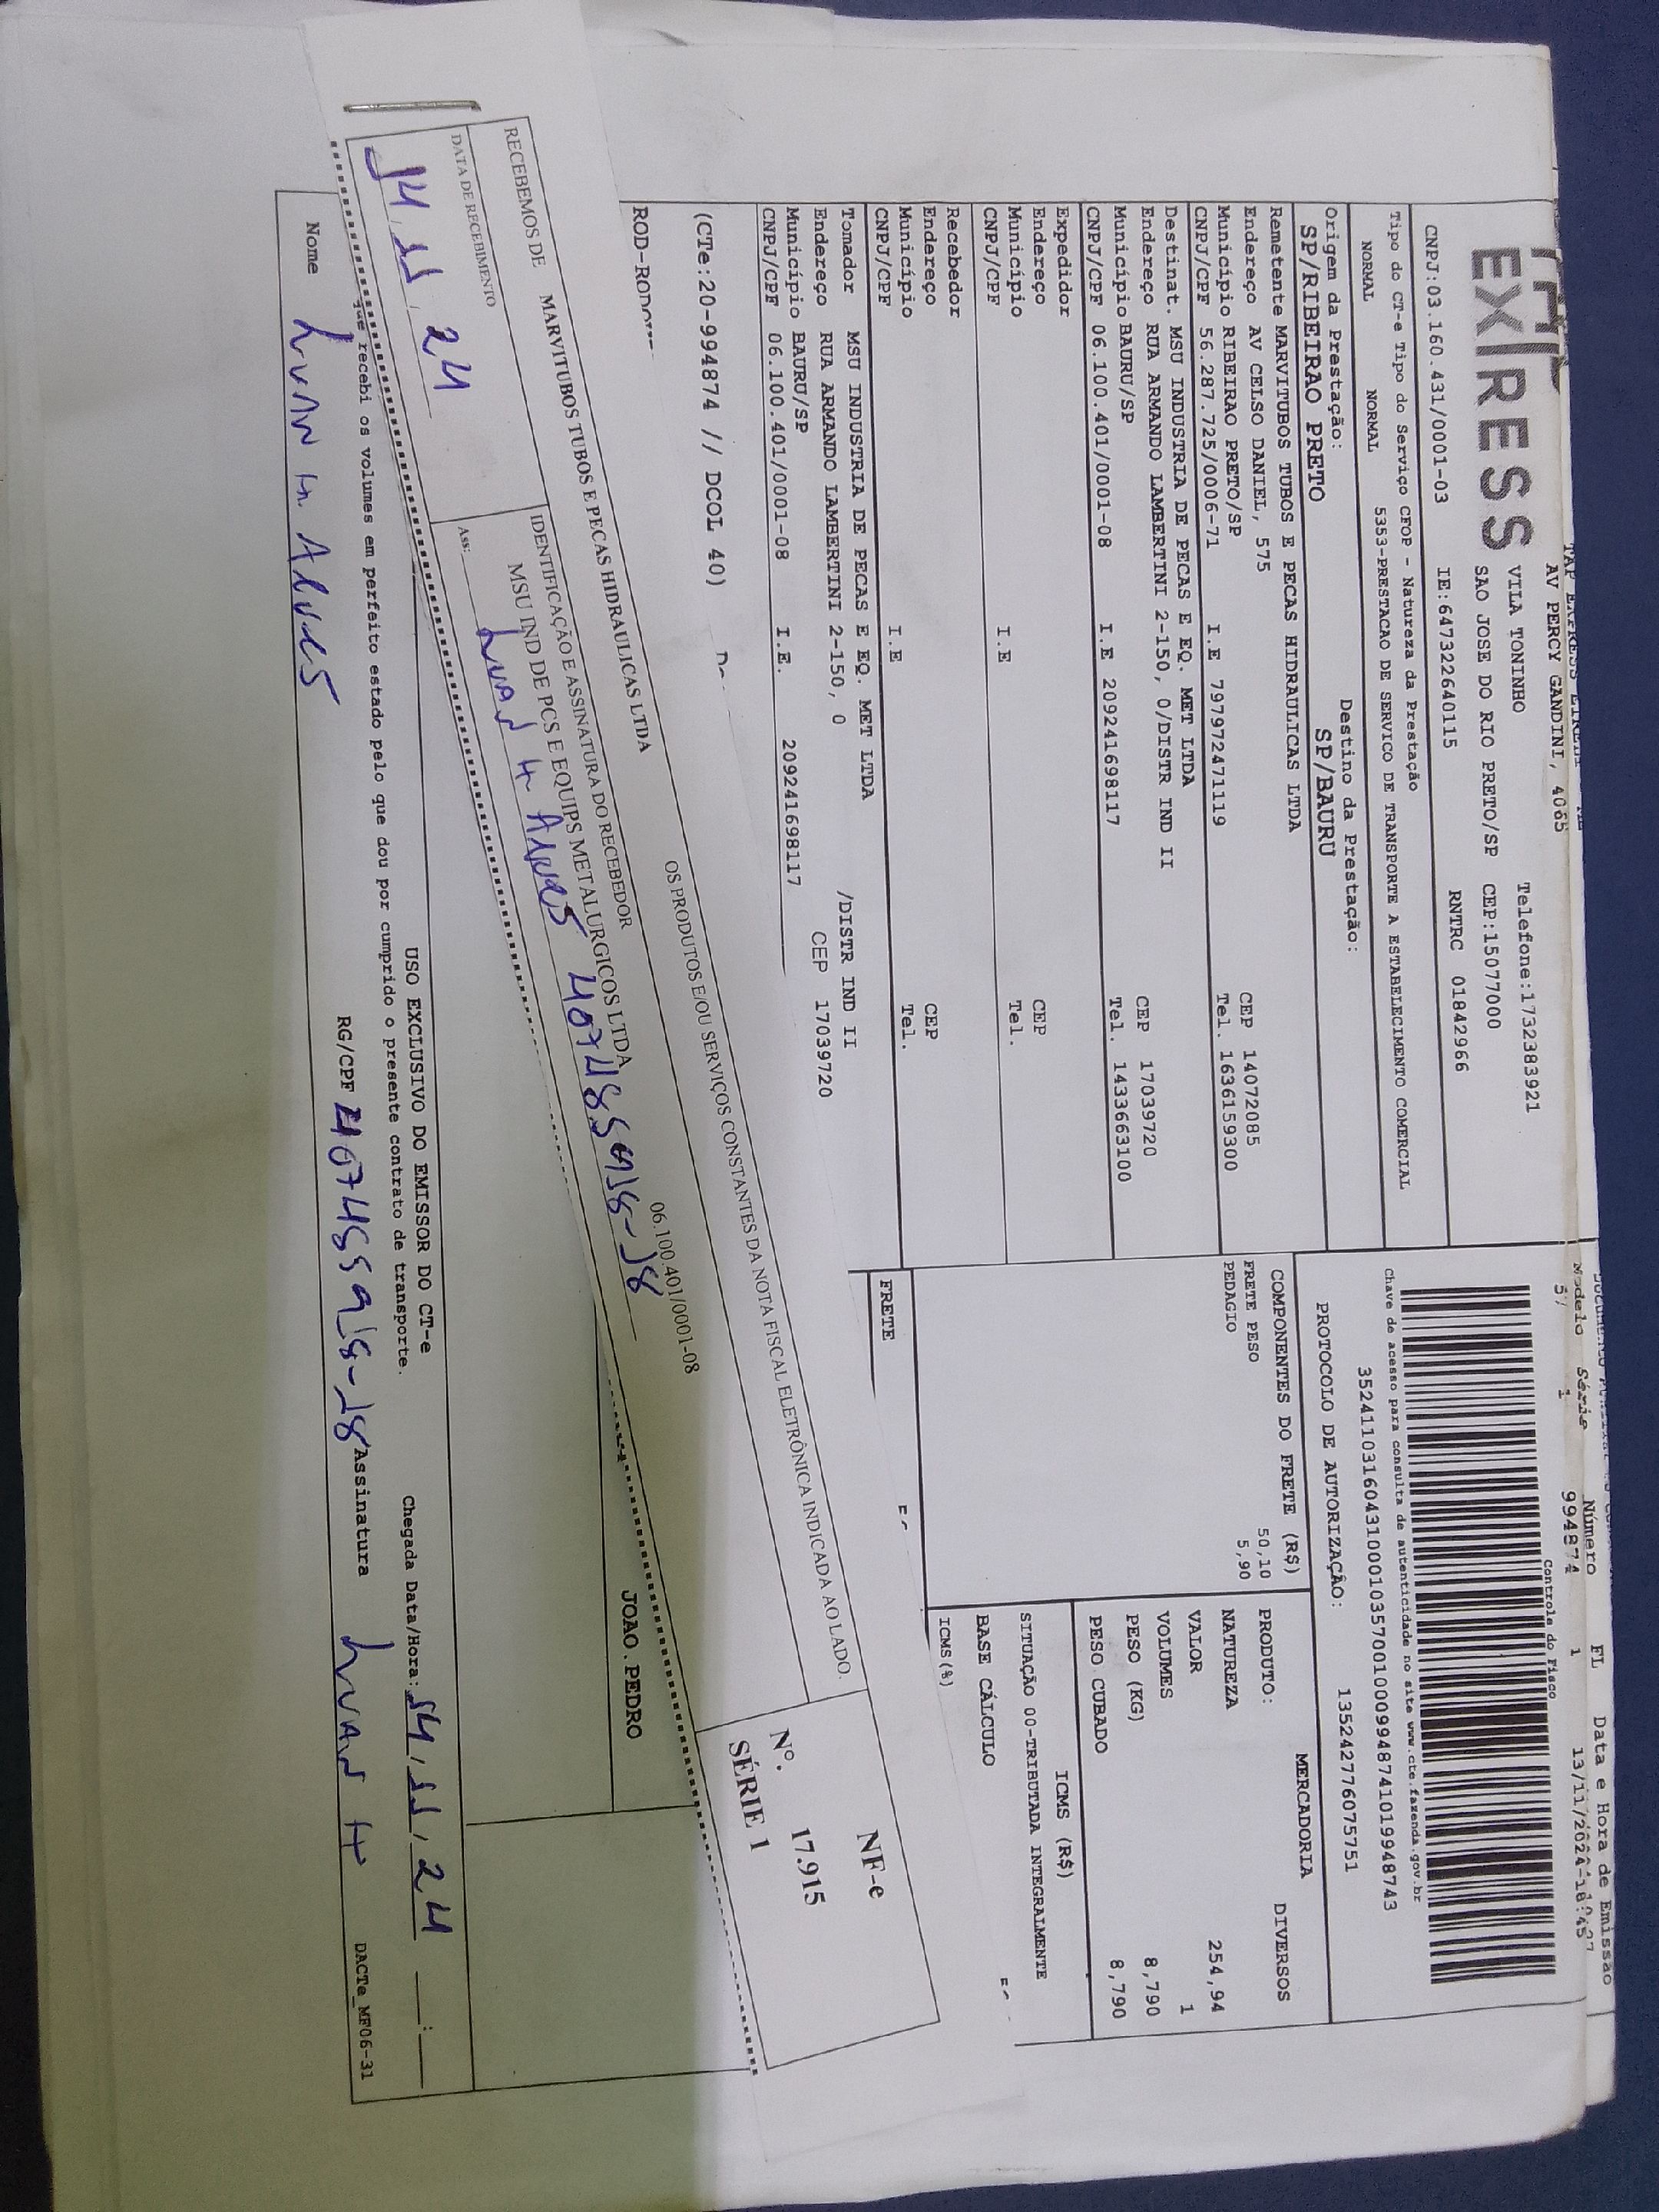 EXPRESS
AV PERCY GANDINI, 4065
VILA TONINHO
Telefone:1732383921
SAO JOSE DO RIO PRETO/SP CEP:15077000
CNPJ:03.160.431/0001-03 IE:647322640115 RNTRC 01842966
Tipo do CT-e Tipo do Serviço CFOP - Natureza da Prestação
NORMAL NORMAL 5353-PRESTACAO DE SERVICO DE TRANSPORTE A ESTABELECIMENTO COMERCIAL
Origem da Prestação: Destino da Prestação:
SP/RIBEIRAO PRETO SP/BAURU
Remetente MARVITUBOS TUBOS E PECAS HIDRAULICAS LTDA
Endereço AV CELSO DANIEL, 575 CEP 14072085
Município RIBEIRAO PRETO/SP Tel. 1636159300
CNPJ/CPF 56.287.725/0006-71 I.E 797972471119
Destinat. MSU INDUSTRIA DE PECAS E EQ. MET LTDA
Endereço RUA ARMANDO LAMBERTINI 2-150, 0/DISTR IND II CEP 17039720
Município BAURU/SP Tel. 1433663100
CNPJ/CPF 06.100.401/0001-08 I.E 209241698117
Expedidor
Endereço CEP
Município Tel.
CNPJ/CPF I.E
Recebedor
Endereço CEP
Município Tel.
CNPJ/CPF I.E
Tomador MSU INDUSTRIA DE PECAS E EQ. MET LTDA
Endereço RUA ARMANDO LAMBERTINI 2-150, 0 /DISTR IND II
Município BAURU/SP CEP 17039720
CNPJ/CPF 06.100.401/0001-08 I.E. 209241698117
(CTe:20-994874 // DCOL 40)
Modelo Série Número FL Data e Hora de Emissão
57 1 994874 1
Controle do Fisco
Chave de acesso para consulta de autenticidade no site www.cte.fazenda.gov.br
35241103160431000103570010009948741019948743
PROTOCOLO DE AUTORIZAÇÃO: 135242776075751
COMPONENTES DO FRETE (R$)
FRETE PESO 50,10
PEDAGIO 5,90
MERCADORIA
PRODUTO: DIVERSOS
NATUREZA
VALOR 254,94
VOLUMES 1
PESO (KG) 8,790
PESO CUBADO 8,790
ICMS (R$)
SITUAÇÃO 00-TRIBUTADA INTEGRALMENTE
BASE CÁLCULO
ICMS(%)
FRETE
JOAO.PEDRO
RECEBEMOS DE MARVITUBOS TUBOS E PECAS HIDRAULICAS LTDA OS PRODUTOS E/OU SERVIÇOS CONSTANTES DA NOTA FISCAL ELETRÔNICA INDICADA AO LADO.
DATA DE RECEBIMENTO
14 11 24
IDENTIFICAÇÃO E ASSINATURA DO RECEBEDOR
MSU IND DE PCS E EQUIPS METALURGICOS LTDA 06.100.401/0001-08
Ass: Luan H Alves
NF-e
Nº. 17.915
SÉRIE 1
USO EXCLUSIVO DO EMISSOR DO CT-e
que recebi os volumes em perfeito estado pelo que dou por cumprido o presente contrato de transporte.
Chegada Data/Hora: 14/11/24 __:__
Nome Luan H Alves RG/CPF Assinatura Luan H
DACTe_MF06-31